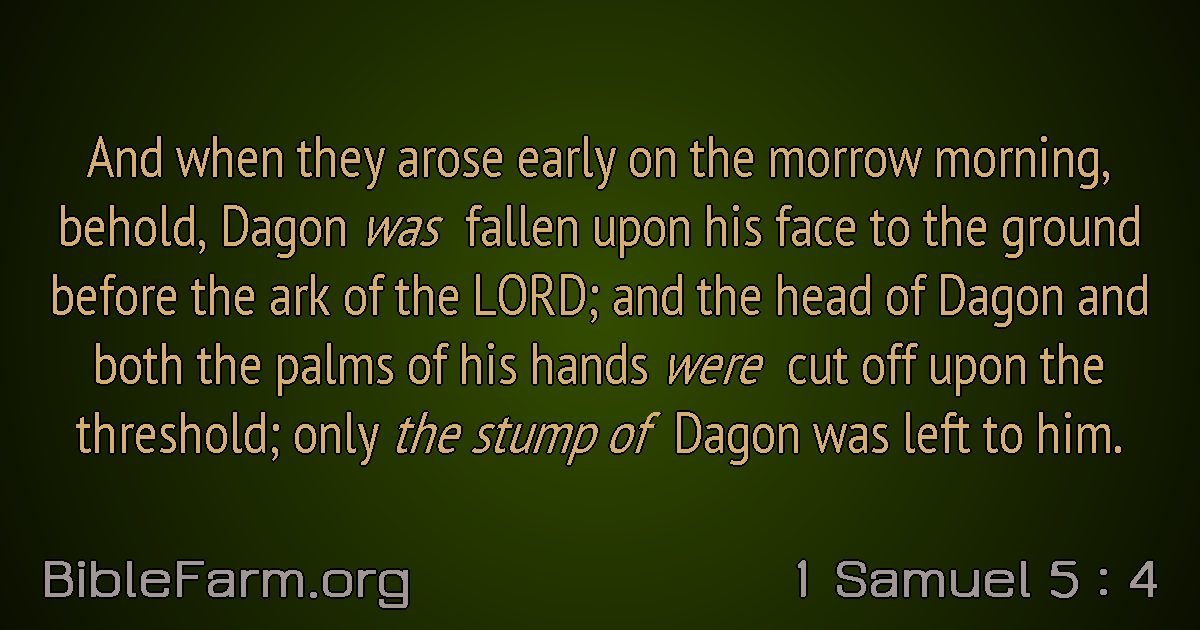 And when they arose early on the morrow morning,
behold, Dagon was fallen upon his face to the ground
before the ark of the LORD; and the head of Dagon and
both the palms of his hands were cut off upon the
threshold; only the stump of Dagon was left to him.
BibleFarm.org
1 Samuel 5 : 4